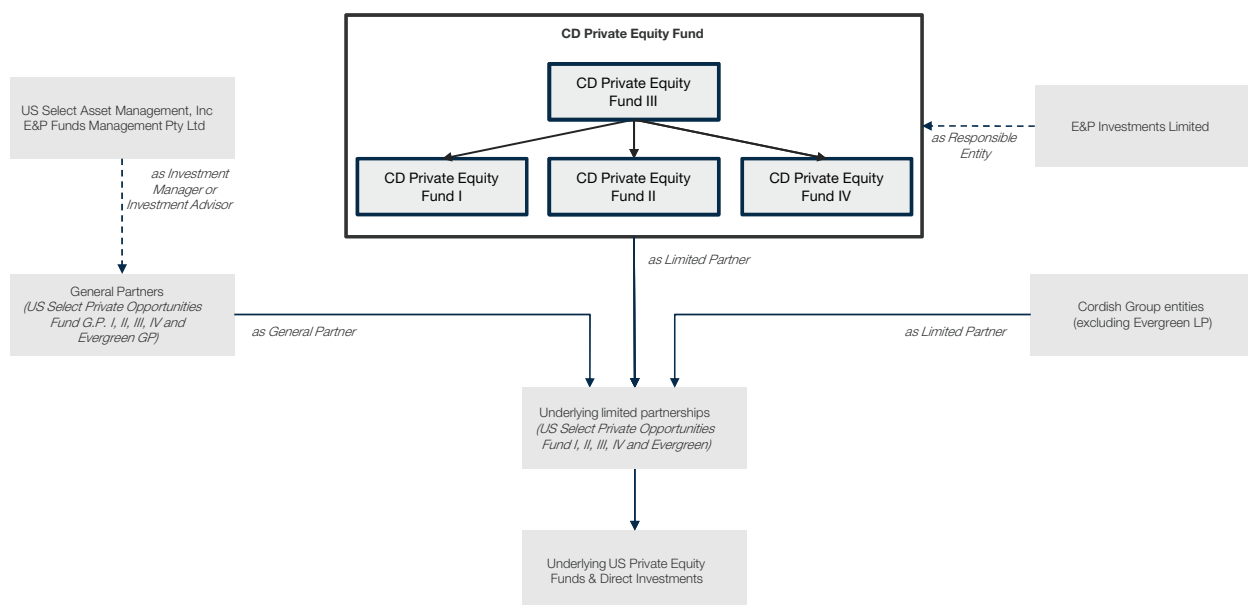 CD Private Equity Fund
CD Private Equity
Fund III
US Select Asset Management, Inc
E&P Funds Management Pty Ltd
E&P Investments Limited
as Responsible
Entity
CD Private Equity
Fund I
CD Private Equity
Fund II
CD Private Equity
Fund IV
as Investment
Manager or
Investment Advisor
as Limited Partner
General Partners
(US Select Private Opportunities
Fund G.P. I, II, III, IV and
Evergreen GP)
as General Partner
as Limited Partner
Cordish Group entities
(excluding Evergreen LP)
Underlying limited partnerships
(US Select Private Opportunities
Fund I, II, III, IV and Evergreen)
Underlying US Private Equity
Funds & Direct Investments